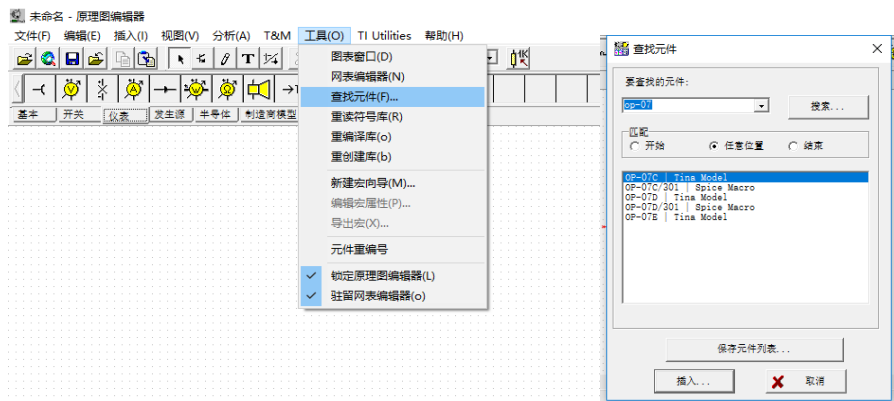 未命名 - 原理图编辑器
文件(F) 编辑(E) 插入(I) 视图(V) 分析(A) T&M 工具(O) TI Utilities 帮助(H)
基本 开关 仪表 发生源 半导体 制造商模型
图表窗口(D)
网表编辑器(N)
查找元件(F)...
重读符号库(R)
重编译库(o)
重创建库(b)
新建宏向导(M)...
编辑宏属性(P)...
导出宏(X)...
元件重编号
锁定原理图编辑器(L)
驻留网表编辑器(o)
查找元件
要查找的元件:
op-07 搜索...
匹配
开始 任意位置 结束
OP-07C | Tina Model
OP-07C/301 | Spice Macro
OP-07D | Tina Model
OP-07D/301 | Spice Macro
OP-07E | Tina Model
保存元件列表...
插入... 取消